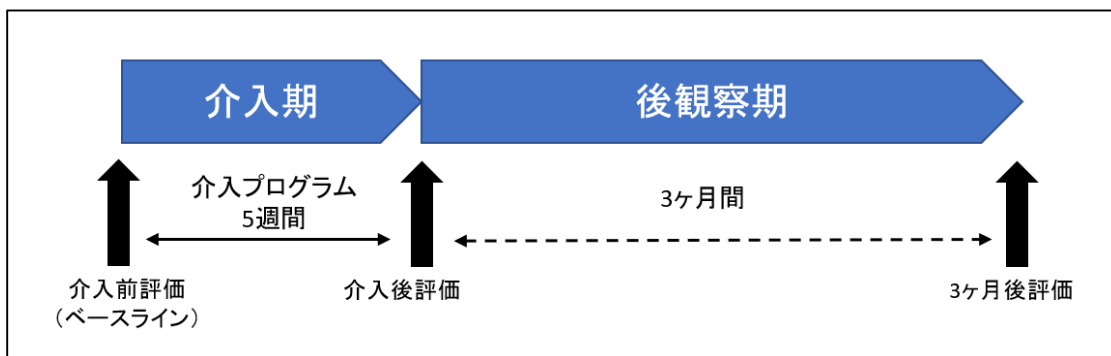 介入期
後観察期
介入プログラム
5週間
3ヶ月間
介入前評価
（ベースライン）
介入後評価
3ヶ月後評価